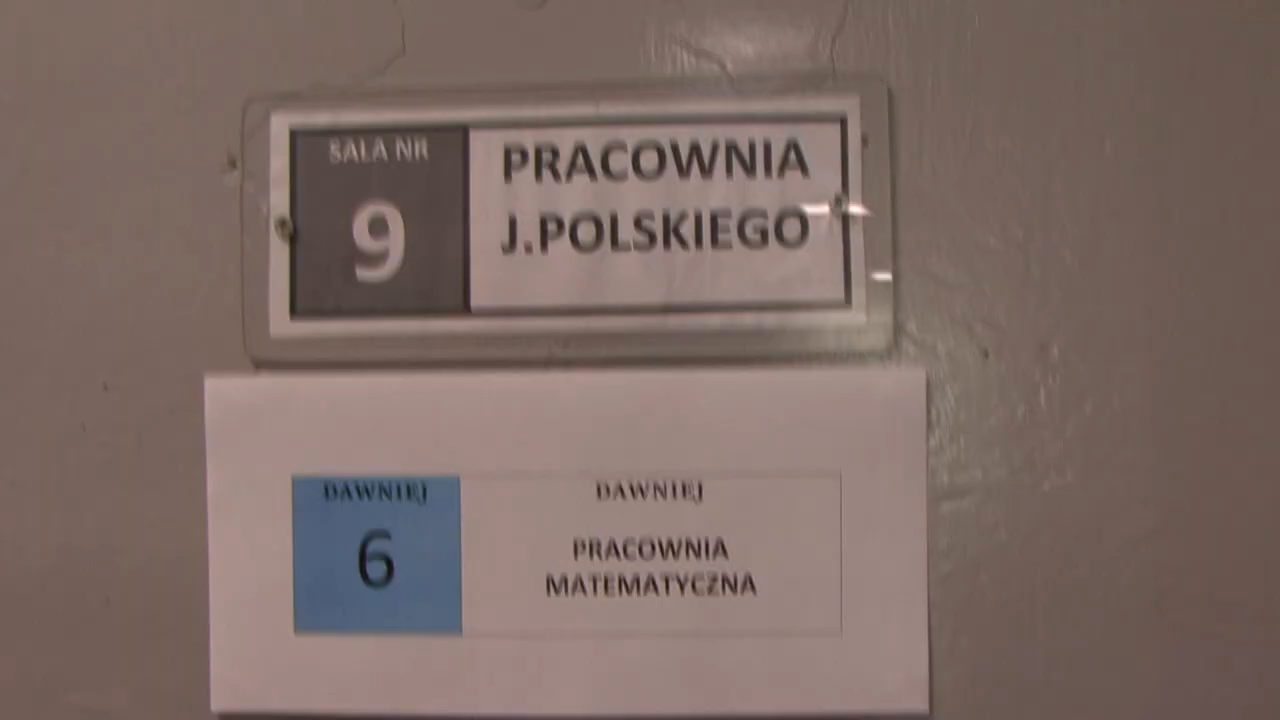 SALA NR
9
PRACOWNIA
J.POLSKIEGO
DAWNIEJ
6
DAWNIEJ
PRACOWNIA
MATEMATYCZNA